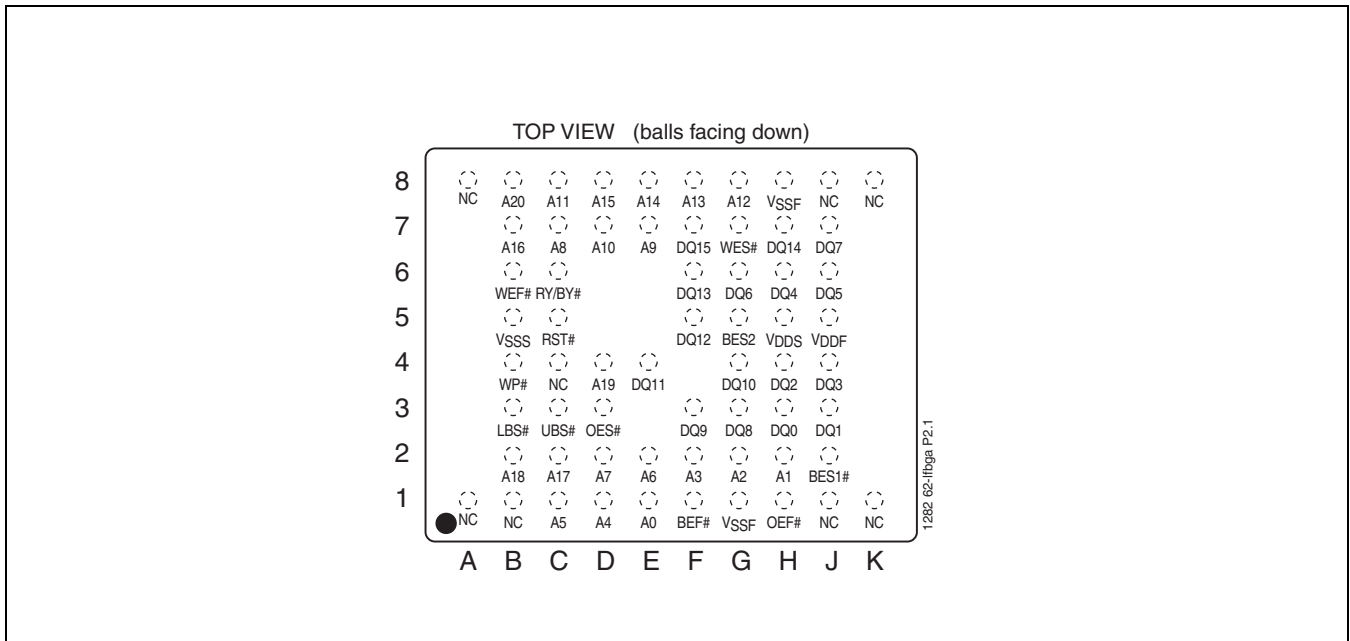 TOP VIEW (balls facing down)
8
NC A20 A11 A15 A14 A13 A12 VSSF NC NC
7
A16 A8 A10 A9 DQ15 WES# DQ14 DQ7
6
WEF# RY/BY# DQ13 DQ6 DQ4 DQ5
5
VSSS RST# DQ12 BES2 VDDS VDDF
4
WP# NC A19 DQ11 DQ10 DQ2 DQ3
3
LBS# UBS# OES# DQ9 DQ8 DQ0 DQ1
2
A18 A17 A7 A6 A3 A2 A1 BES1#
1
NC NC A5 A4 A0 BEF# VSSF OEF# NC NC
A B C D E F G H J K
1282 62-lfbga P2.1